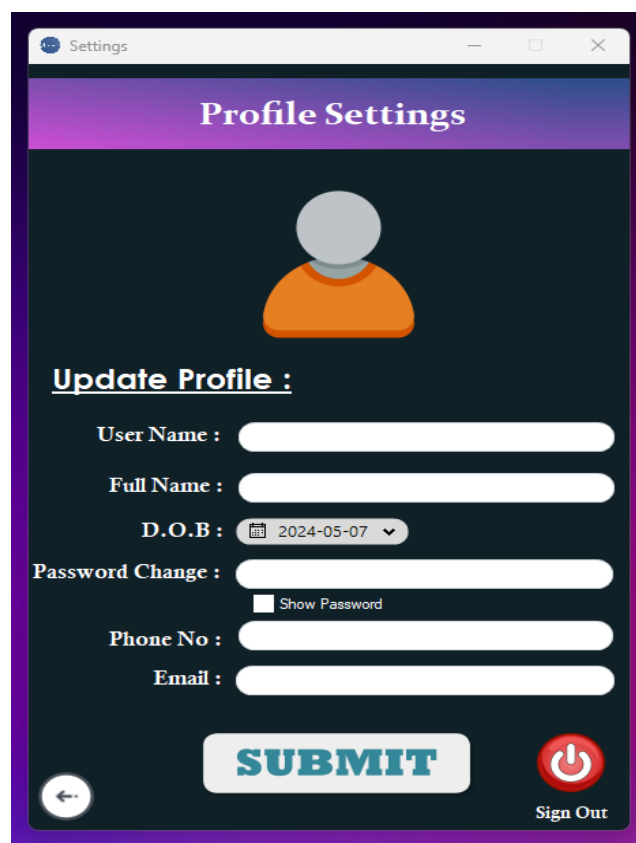 Settings
Profile Settings
Update Profile :
User Name :
Full Name :
D.O.B : 2024-05-07
Password Change :
Show Password
Phone No :
Email :
SUBMIT
Sign Out